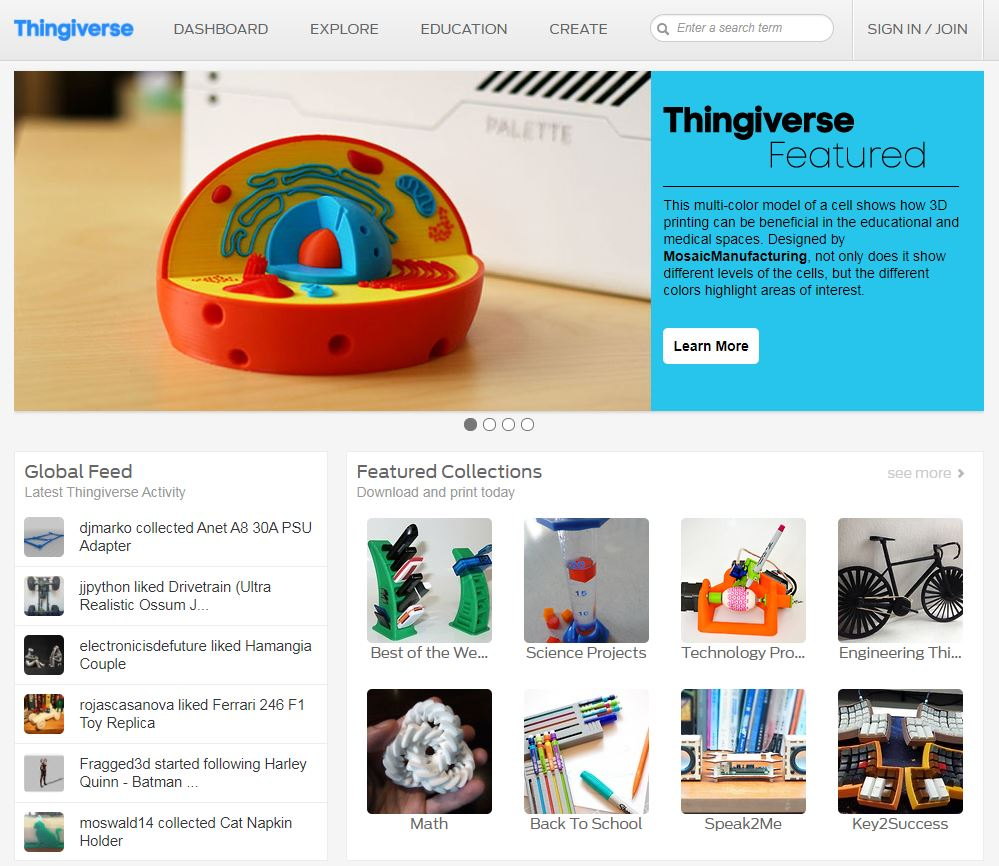 Thingiverse DASHBOARD EXPLORE EDUCATION CREATE Enter a search term SIGN IN / JOIN
PALETTE
Thingiverse
Featured
This multi-color model of a cell shows how 3D
printing can be beneficial in the educational and
medical spaces. Designed by
MosaicManufacturing, not only does it show
different levels of the cells, but the different
colors highlight areas of interest.
Learn More
Global Feed
Latest Thingiverse Activity
djmarko collected Anet A8 30A PSU
Adapter
jjpython liked Drivetrain (Ultra
Realistic Ossum J...
electronicisdefuture liked Hamangia
Couple
rojascasanova liked Ferrari 246 F1
Toy Replica
Fragged3d started following Harley
Quinn - Batman ...
moswald14 collected Cat Napkin
Holder
Featured Collections
see more
Download and print today
15
10
Best of the We... Science Projects Technology Pro... Engineering Thi...
Math Back To School Speak2Me Key2Success